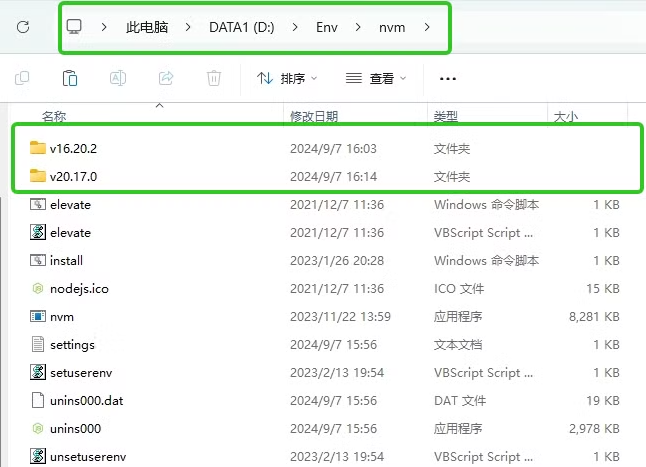 此电脑 > DATA1 (D:) > Env > nvm >
排序 查看 ...
名称 修改日期 类型 大小
v16.20.2 2024/9/7 16:03 文件夹
v20.17.0 2024/9/7 16:14 文件夹
elevate 2021/12/7 11:36 Windows 命令脚本 1 KB
elevate 2021/12/7 11:36 VBScript Script ... 1 KB
install 2023/1/26 20:28 Windows 命令脚本 1 KB
nodejs.ico 2021/12/7 11:36 ICO 文件 15 KB
nvm 2023/11/22 13:59 应用程序 8,281 KB
settings 2024/9/7 15:56 文本文档 1 KB
setuserenv 2023/2/13 19:54 VBScript Script ... 1 KB
unins000.dat 2024/9/7 15:56 DAT 文件 19 KB
unins000 2024/9/7 15:56 应用程序 2,978 KB
unsetuserenv 2023/2/13 19:54 VBScript Script ... 1 KB